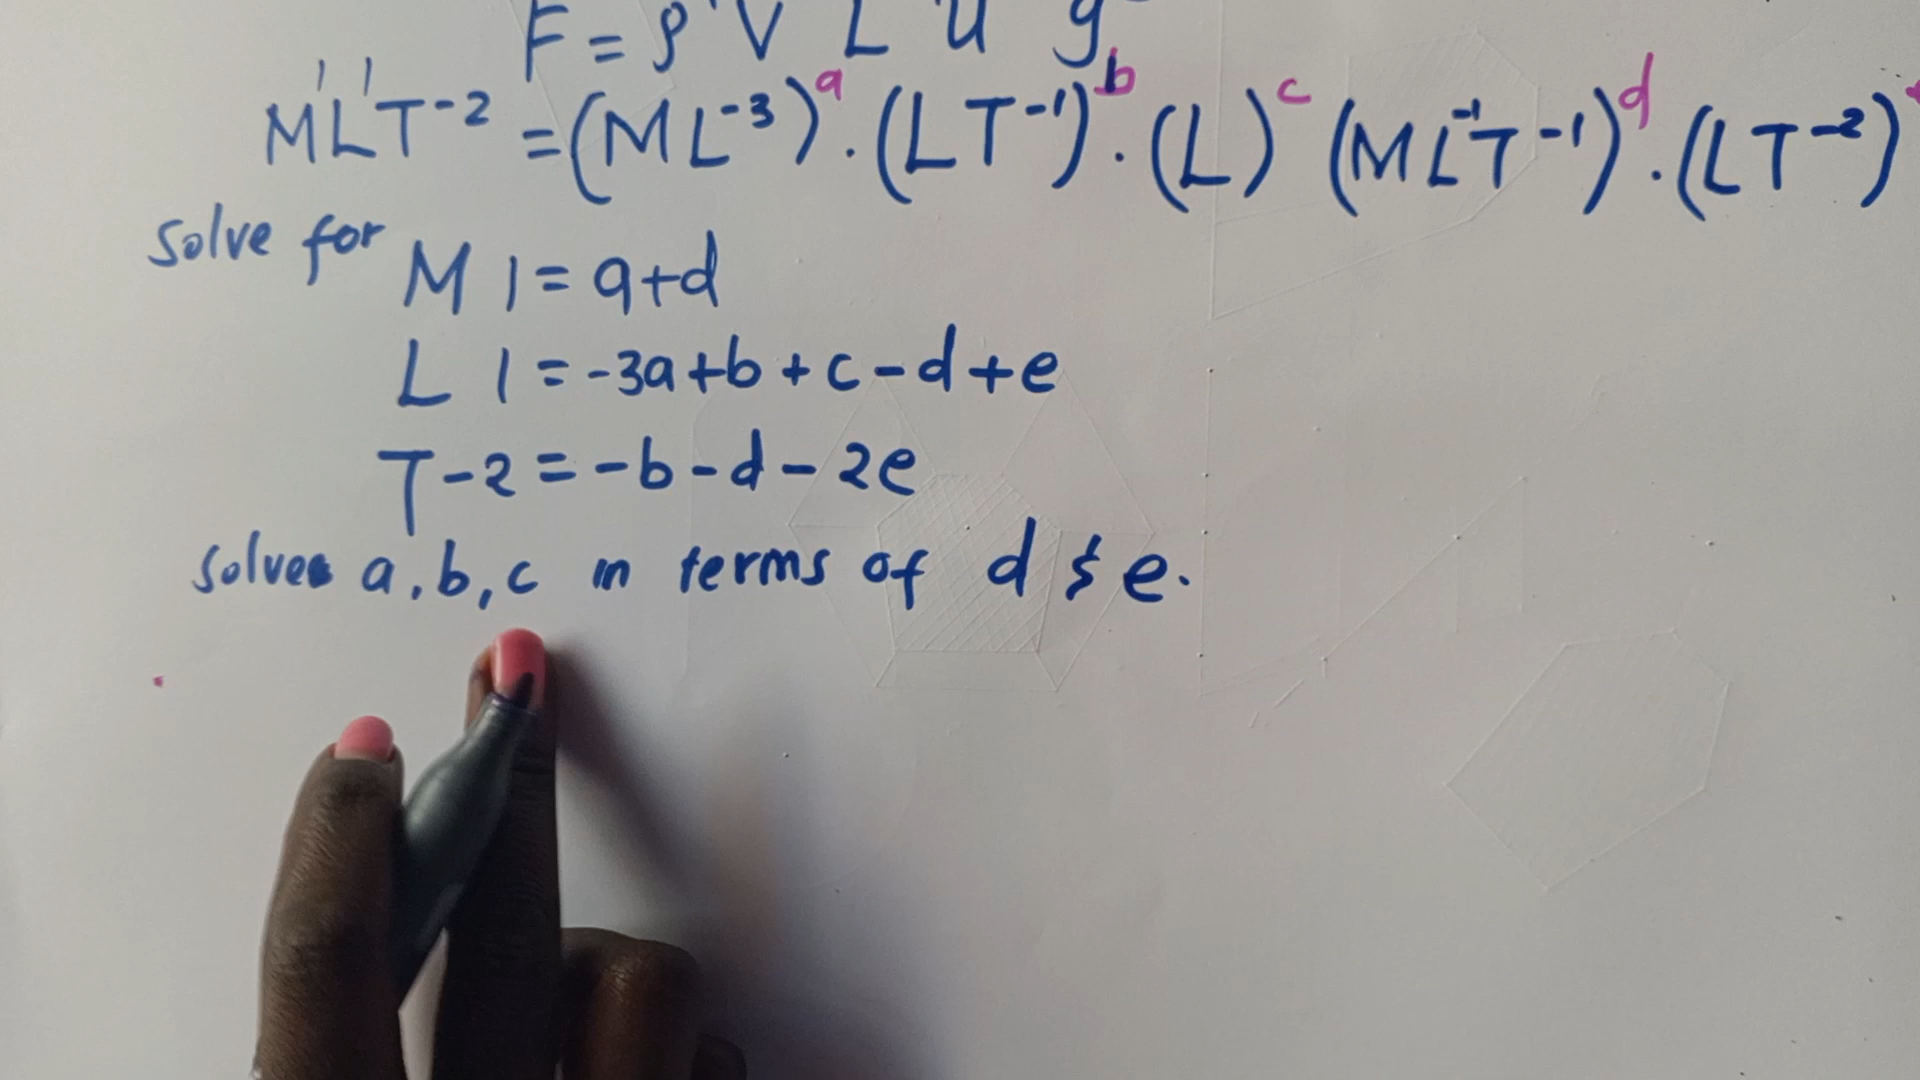 F = ρ V L u g
M¹L¹T⁻² = (ML⁻³)ᵃ . (LT⁻¹)ᵇ . (L)ᶜ (ML⁻¹T⁻¹)ᵈ . (LT⁻²)
Solve for M 1 = a+d
L 1 = -3a+b+c-d+e
T -2 = -b-d-2e
solves a,b,c in terms of d & e.